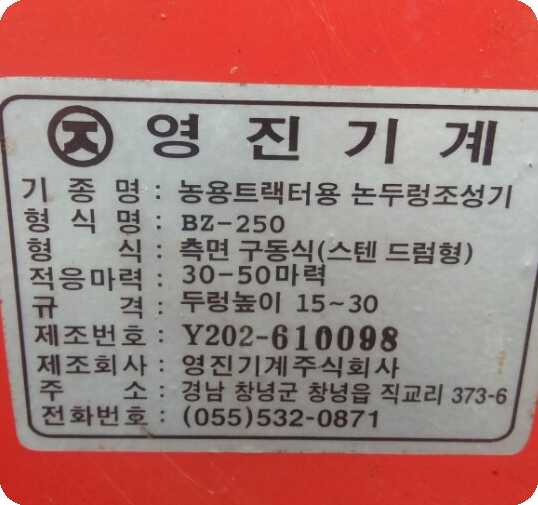 영진기계
기종명 : 농용트랙터용 논두렁조성기
형식명 : BZ-250
형식 : 측면 구동식(스텐 드럼형)
적응마력 : 30-50마력
규격 : 두렁높이 15~30
제조번호 : Y202-610098
제조회사 : 영진기계주식회사
주소 : 경남 창녕군 창녕읍 직교리 373-6
전화번호 : (055)532-0871